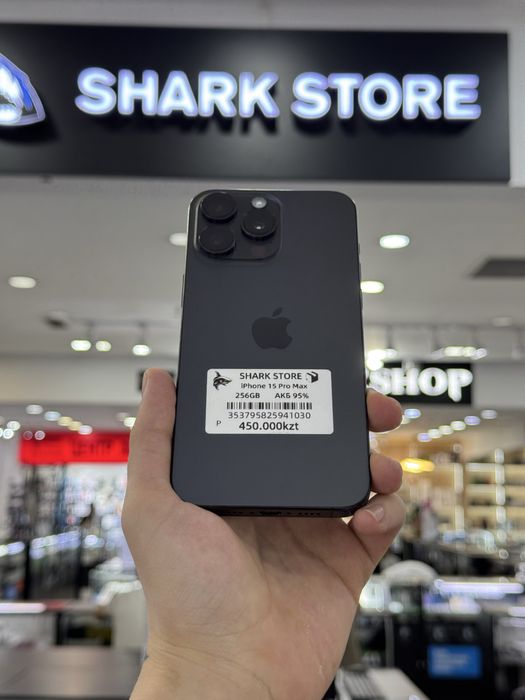 SHARK STORE
SHARK STORE
iPhone 15 Pro Max
256GB АКБ 95%
353795825941030
P 450.000kzt
SHOP